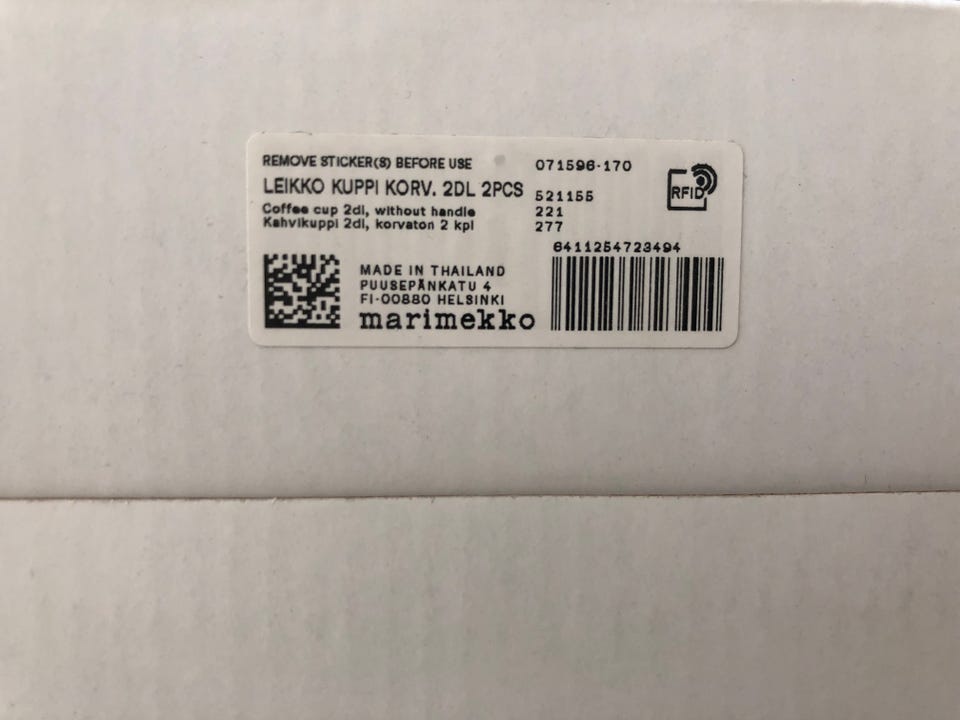 REMOVE STICKER(S) BEFORE USE
071596-170
LEIKKO KUPPI KORV. 2DL 2PCS
521155
Coffee cup 2dl, without handle
221
Kahvikuppi 2dl, korvaton 2 kpl
277
RFID
6411254723494
MADE IN THAILAND
PUUSEPÄNKATU 4
FI-00880 HELSINKI
marimekko